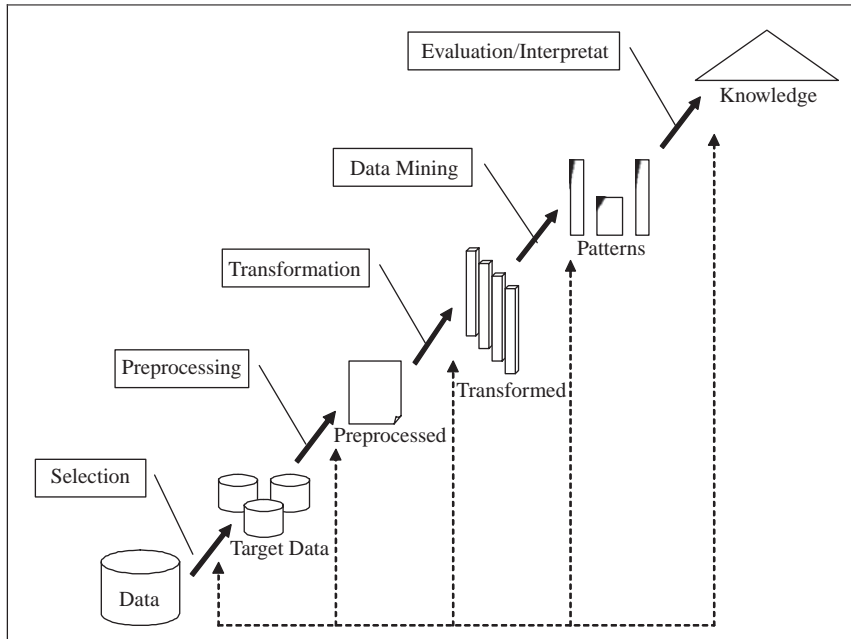 Evaluation/Interpretat
Knowledge
Data Mining
Patterns
Transformation
Transformed
Preprocessing
Preprocessed
Selection
Target Data
Data